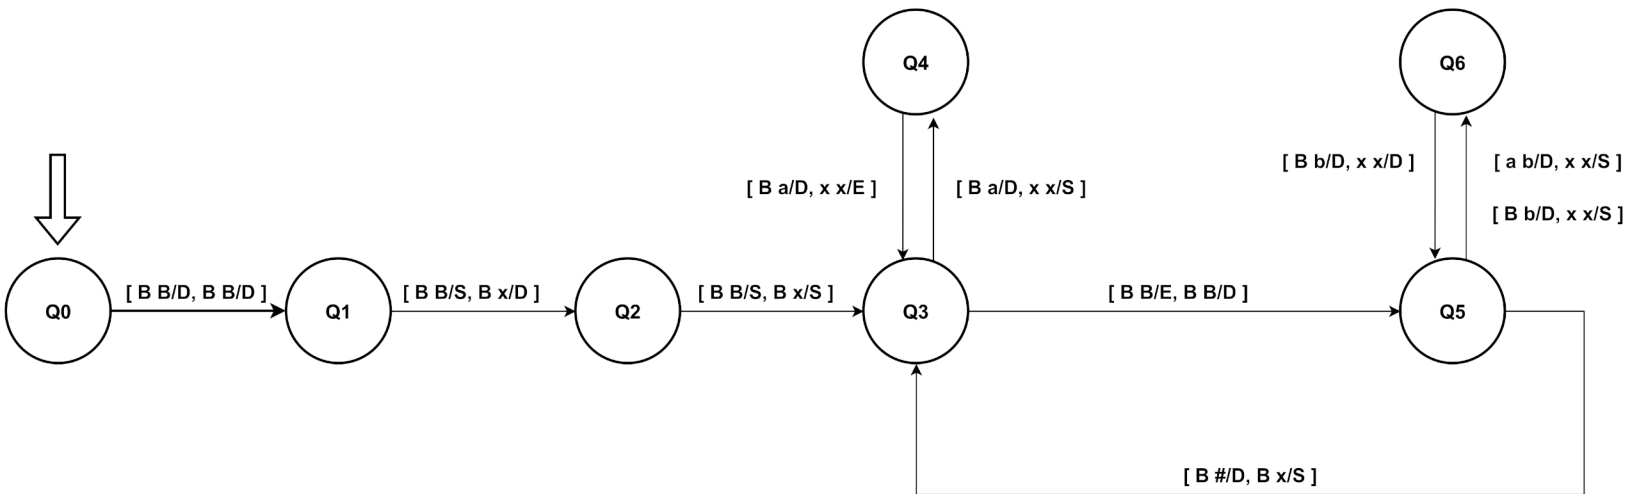 Q4
Q6
[ B b/D, x x/D ]
[ a b/D, x x/S ]
[ B a/D, x x/E ]
[ B a/D, x x/S ]
[ B b/D, x x/S ]
[ B B/D, B B/D ]
[ B B/S, B x/D ]
[ B B/S, B x/S ]
[ B B/E, B B/D ]
Q0
Q1
Q2
Q3
Q5
[ B #/D, B x/S ]